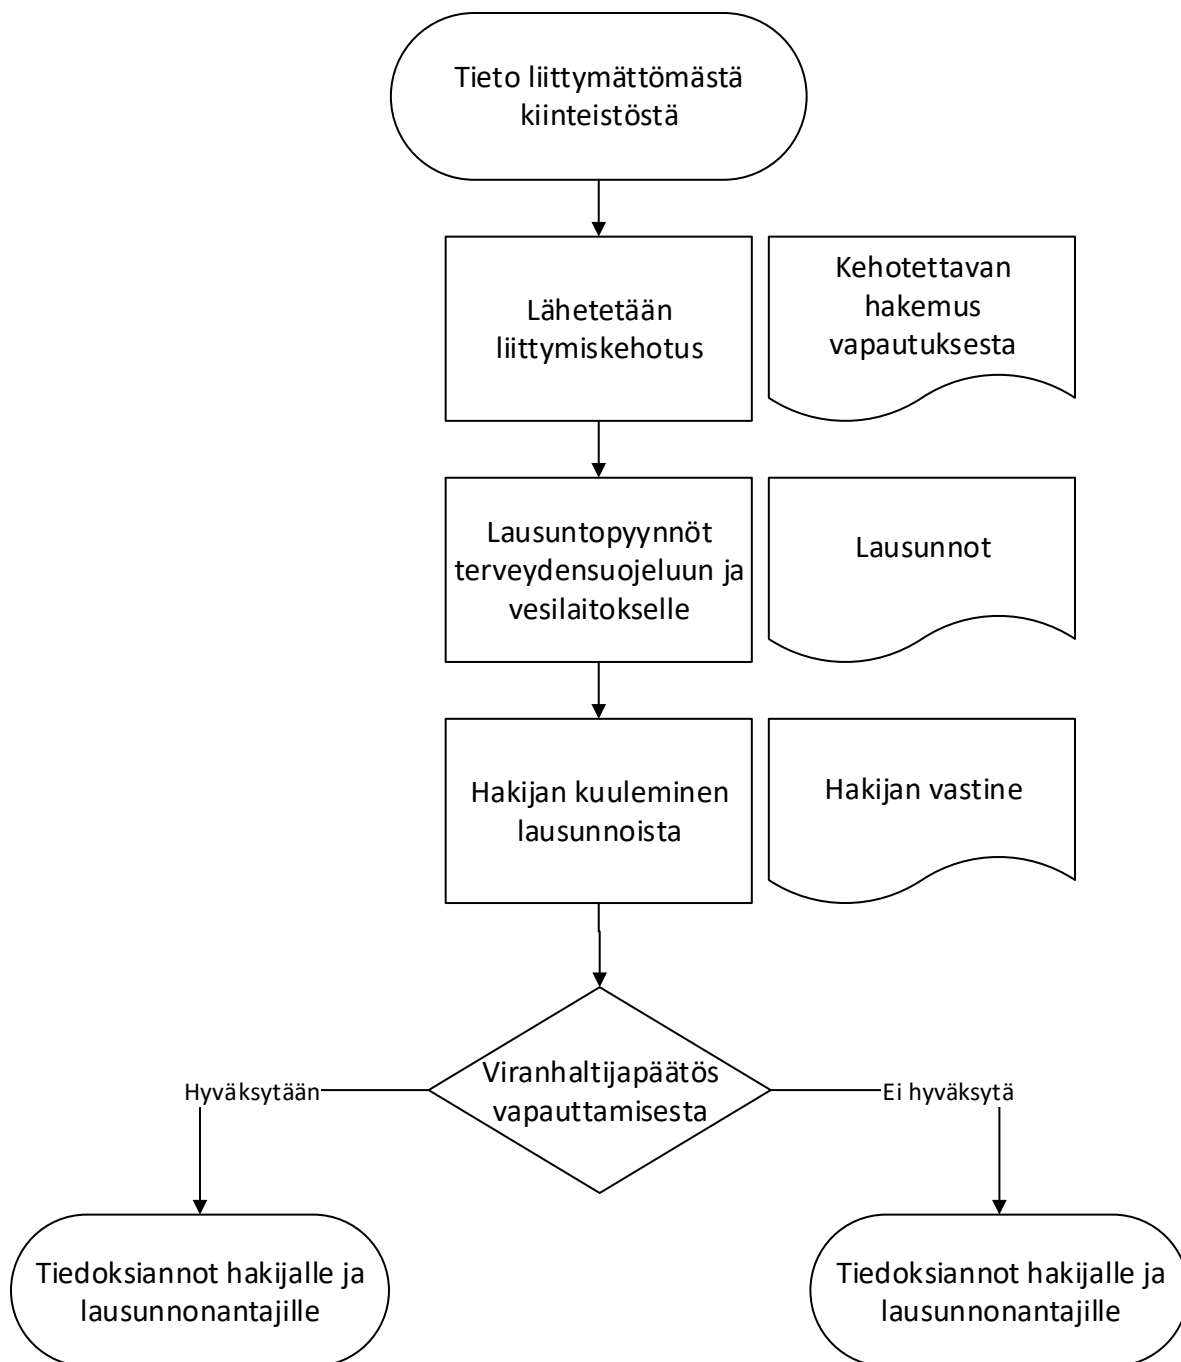 Tieto liittymättömästä
kiinteistöstä
Lähetetään
liittymiskehotus
Kehotettavan
hakemus
vapautuksesta
Lausuntopyynnöt
terveydensuojeluun ja
vesilaitokselle
Lausunnot
Hakijan kuuleminen
lausunnoista
Hakijan vastine
Viranhaltijapäätös
vapauttamisesta
Hyväksytään
Ei hyväksytä
Tiedoksiannot hakijalle ja
lausunnonantajille
Tiedoksiannot hakijalle ja
lausunnonantajille